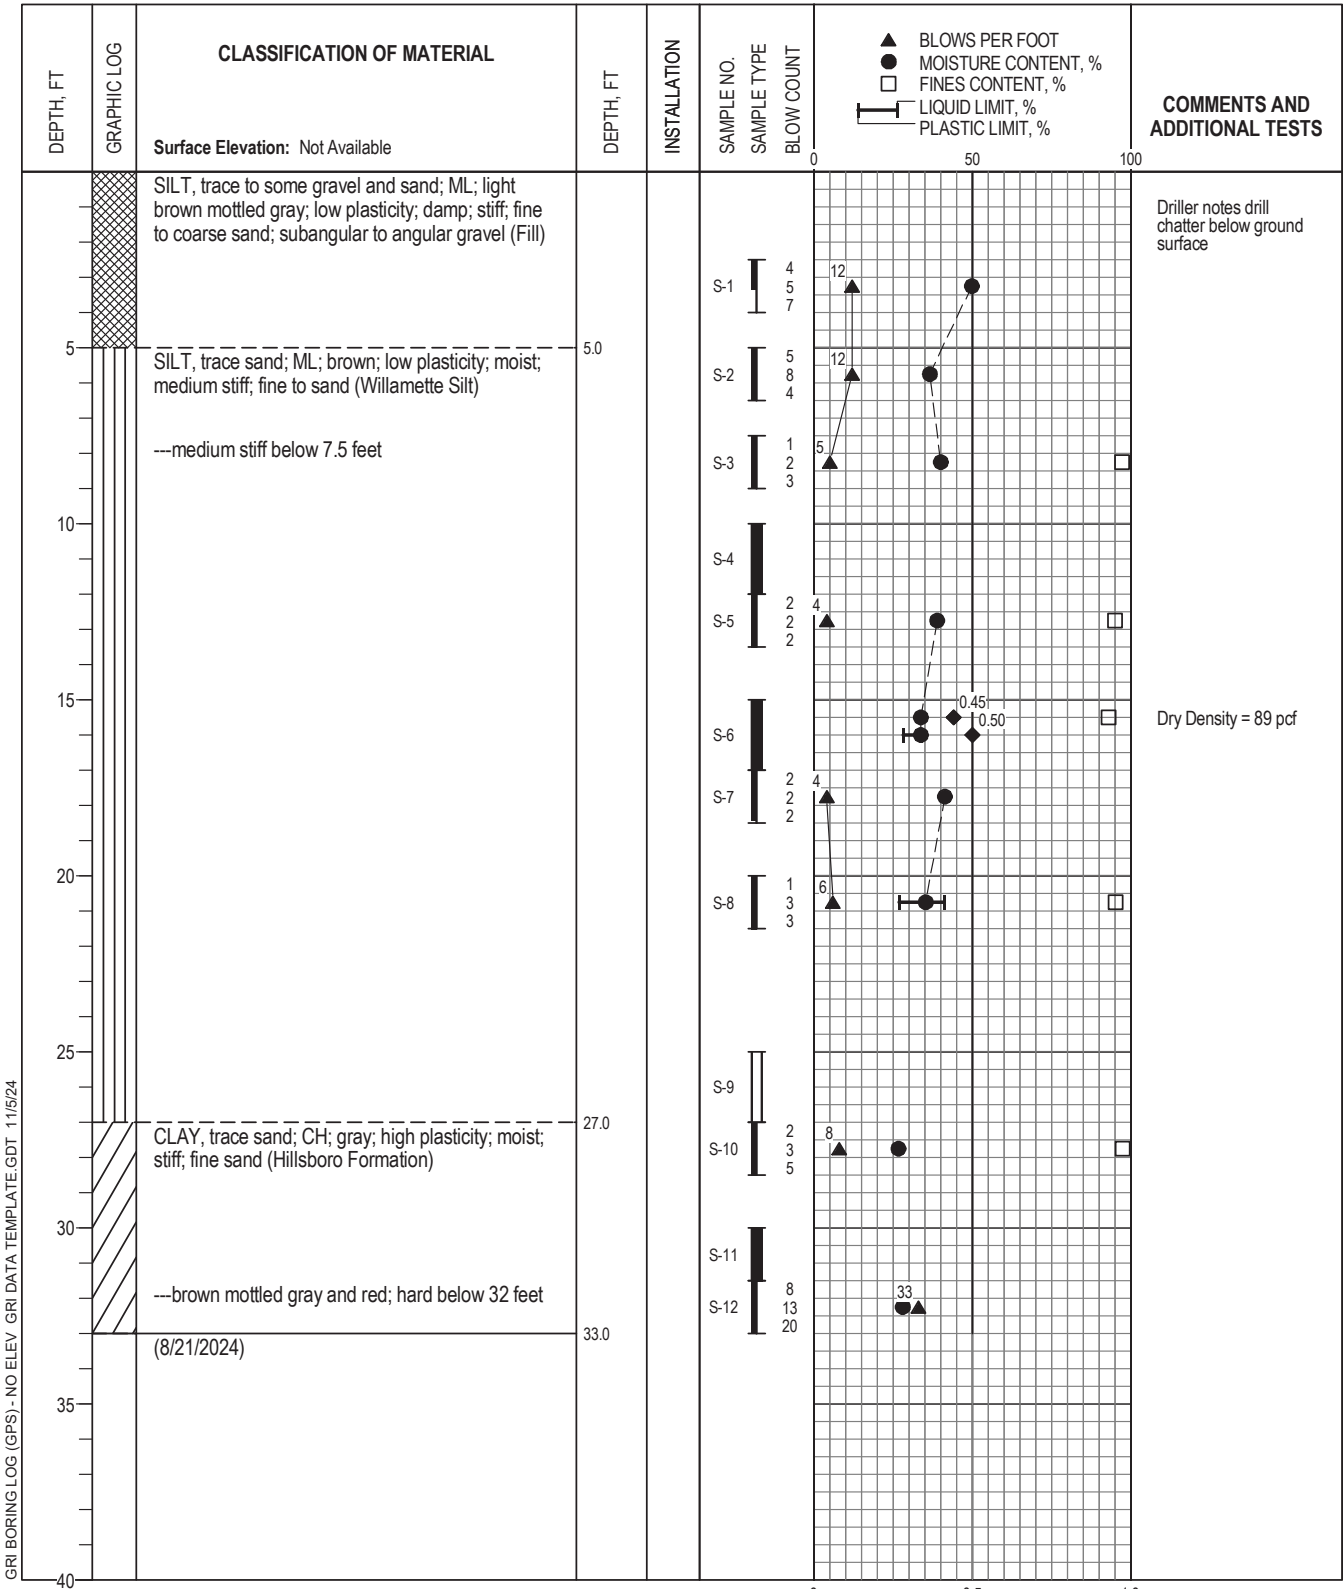 DEPTH, FT
GRAPHIC LOG
CLASSIFICATION OF MATERIAL
Surface Elevation: Not Available
DEPTH, FT
INSTALLATION
SAMPLE NO.
SAMPLE TYPE
BLOW COUNT
BLOWS PER FOOT
MOISTURE CONTENT, %
FINES CONTENT, %
LIQUID LIMIT, %
PLASTIC LIMIT, %
0 50 100
COMMENTS AND
ADDITIONAL TESTS
SILT, trace to some gravel and sand; ML; light
brown mottled gray; low plasticity; damp; stiff; fine
to coarse sand; subangular to angular gravel (Fill)
Driller notes drill
chatter below ground
surface
S-1
4
5
7
12
5
5.0
SILT, trace sand; ML; brown; low plasticity; moist;
medium stiff; fine to sand (Willamette Silt)
S-2
5
8
4
12
---medium stiff below 7.5 feet
S-3
1
2
3
5
10
S-4
S-5
2
2
2
4
15
S-6
0.45
0.50
Dry Density = 89 pcf
S-7
2
2
2
4
20
S-8
1
3
3
6
25
S-9
27.0
CLAY, trace sand; CH; gray; high plasticity; moist;
stiff; fine sand (Hillsboro Formation)
S-10
2
3
5
8
30
S-11
---brown mottled gray and red; hard below 32 feet
S-12
8
13
20
33
33.0
(8/21/2024)
35
40
GRI BORING LOG (GPS) - NO ELEV GRI DATA TEMPLATE.GDT 11/5/24